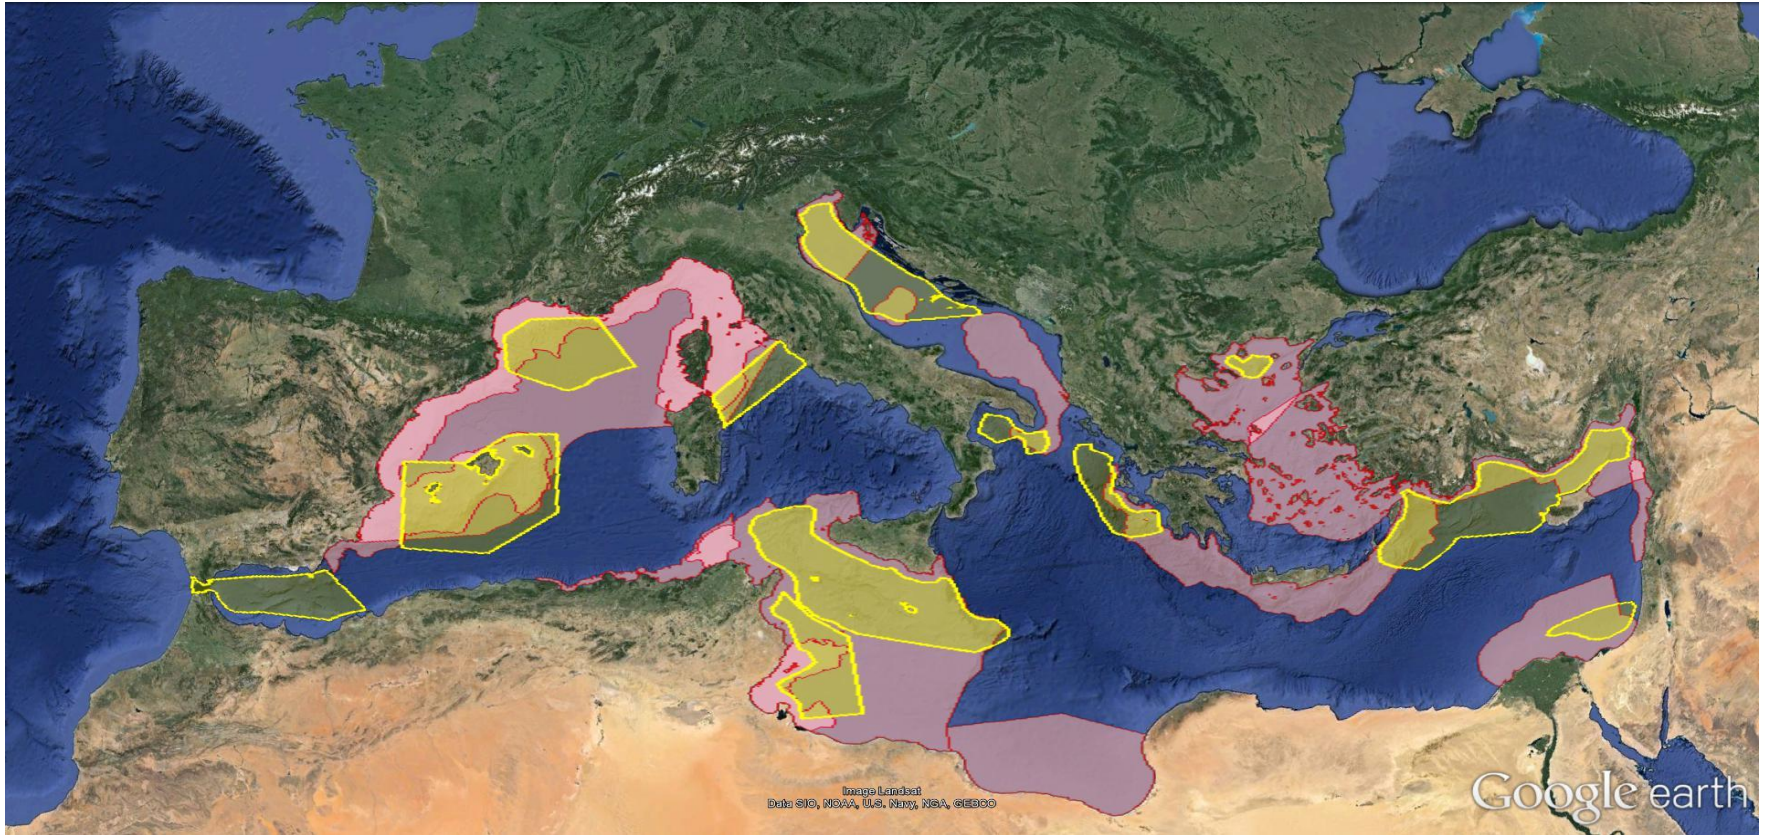 Image Landsat
Data SIO, NOAA, U.S. Navy, NGA, GEBCO
Google earth